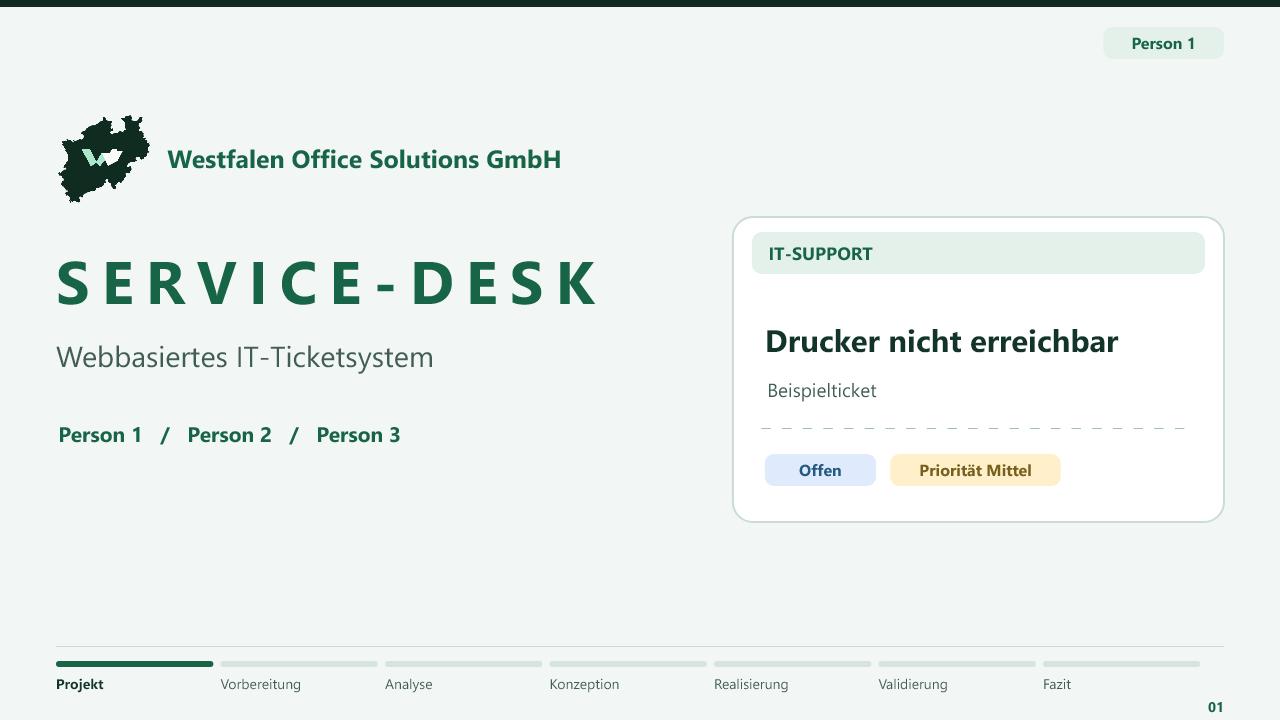 Person 1
W
Westfalen Office Solutions GmbH
SERVICE-DESK
Webbasiertes IT-Ticketsystem
Person 1 / Person 2 / Person 3
IT-SUPPORT
Drucker nicht erreichbar
Beispielticket
Offen
Priorität Mittel
Projekt
Vorbereitung
Analyse
Konzeption
Realisierung
Validierung
Fazit
01